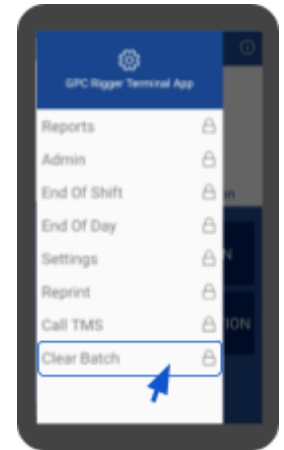 GPC Rigger Terminal App
Reports
Admin
End Of Shift
End Of Day
Settings
Reprint
Call TMS
Clear Batch